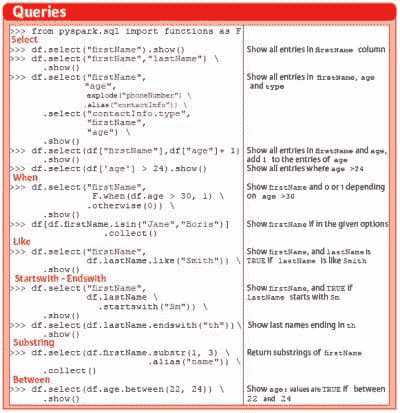 Queries
>>> from pyspark.sql import functions as F
Select
>>> df.select("firstName").show()
Show all entries in firstName column
>>> df.select("firstName","lastName") \
.show()
>>> df.select("firstName",
Show all entries in firstName, age
and type
"age",
explode("phoneNumber") \
.alias("contactInfo")) \
.select("contactInfo.type",
"firstName",
"age") \
.show()
>>> df.select(df["firstName"],df["age"]+ 1)
Show all entries in firstName and age,
add 1 to the entries of age
.show()
>>> df.select(df['age'] > 24).show()
Show all entries where age >24
When
>>> df.select("firstName",
Show firstName and 0 or 1 depending
on age >30
F.when(df.age > 30, 1) \
.otherwise(0)) \
.show()
>>> df[df.firstName.isin("Jane","Boris")]
Show firstName if in the given options
.collect()
Like
>>> df.select("firstName",
Show firstName, and lastName is
TRUE if lastName is like Smith
df.lastName.like("Smith")) \
.show()
Startswith - Endswith
>>> df.select("firstName",
Show firstName, and TRUE if
lastName starts with Sm
df.lastName \
.startswith("Sm")) \
.show()
>>> df.select(df.lastName.endswith("th")) \
Show last names ending in th
.show()
Substring
>>> df.select(df.firstName.substr(1, 3) \
Return substrings of firstName
.alias("name")) \
.collect()
Between
>>> df.select(df.age.between(22, 24)) \
Show age: values are TRUE if between
22 and 24
.show()